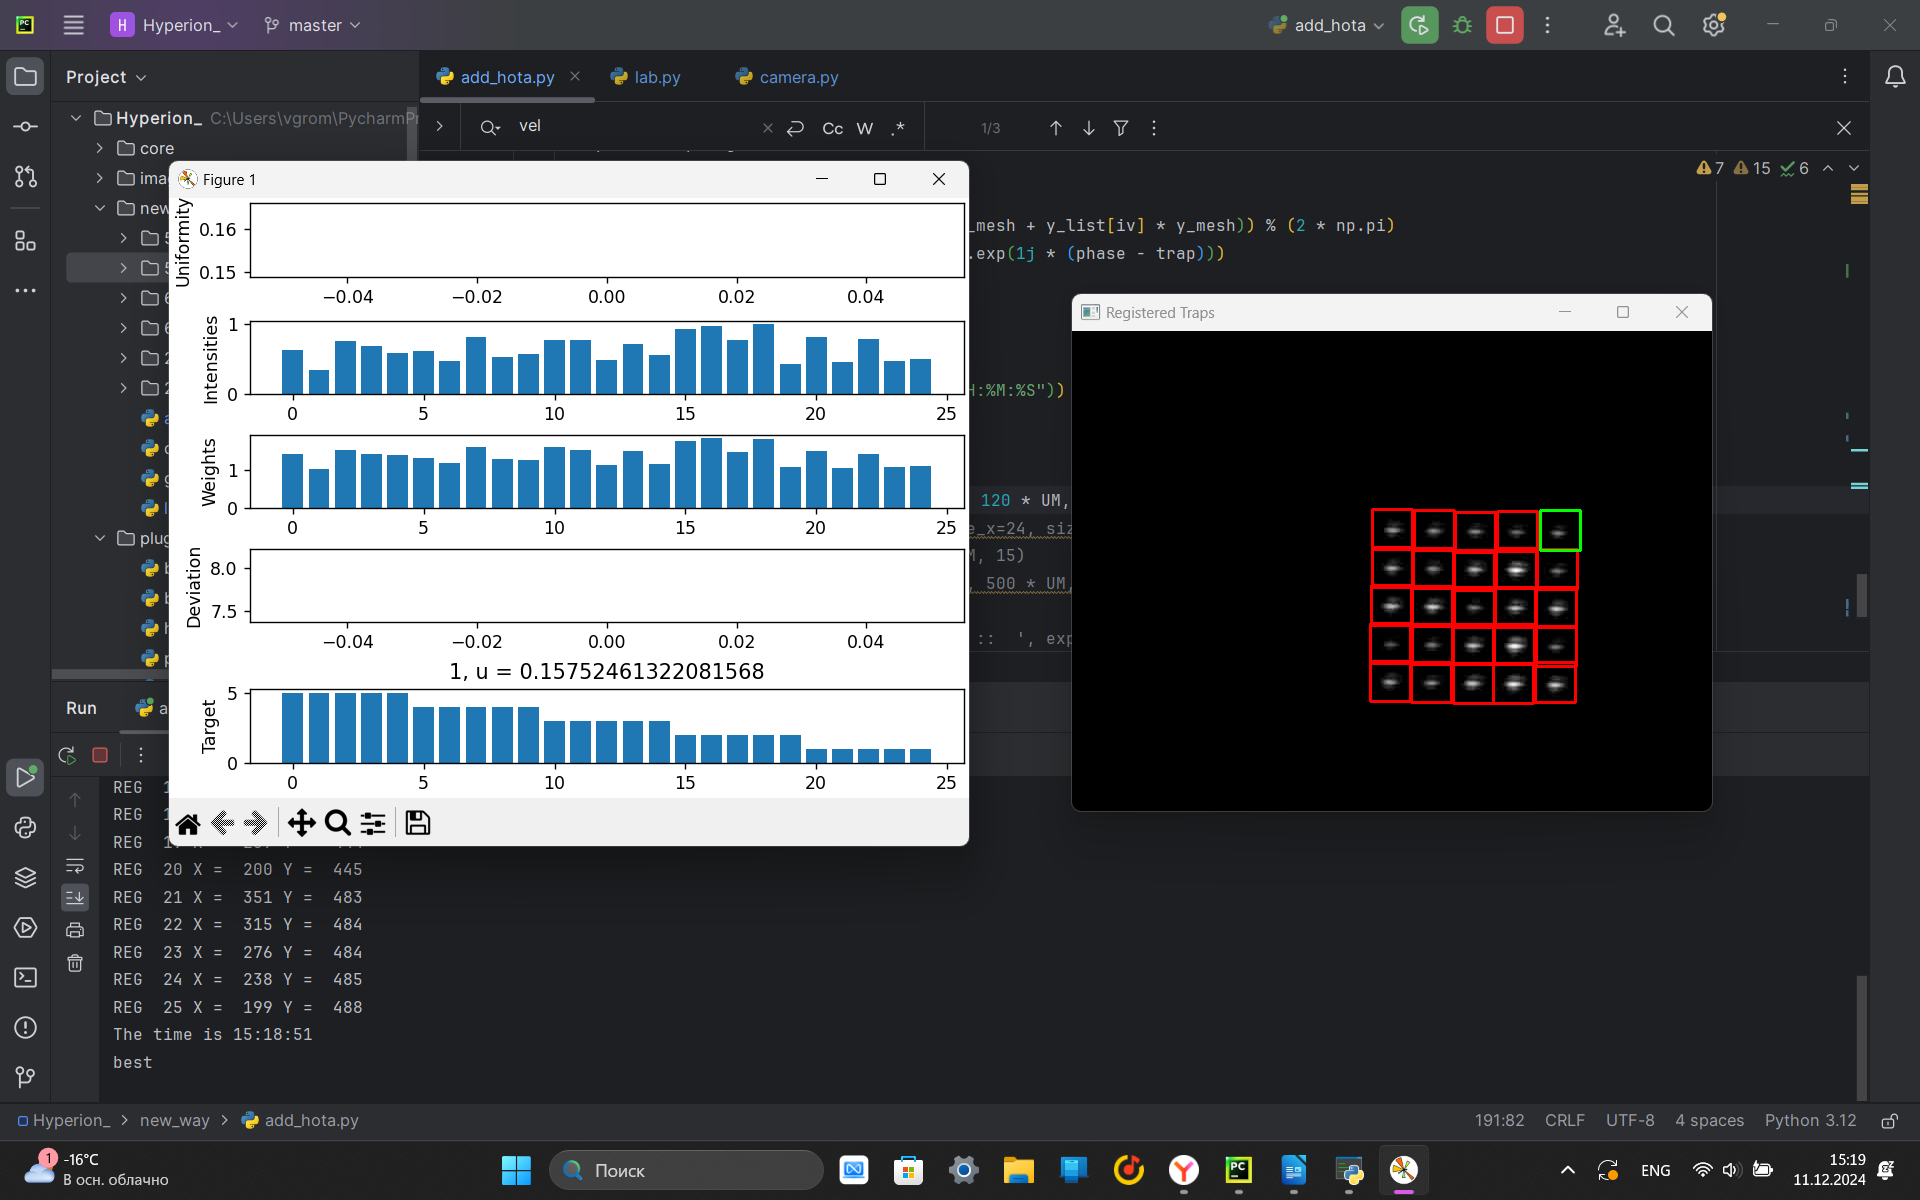 H Hyperion_ master add_hota
Project
add_hota.py lab.py camera.py
Hyperion_ C:\Users\vgrom\PycharmPr
vel
Cc W .*
1/3
core
ima
new
plug
7 15 6
_mesh + y_list[iv] * y_mesh)) % (2 * np.pi)
.exp(1j * (phase - trap)))
H:%M:%S"))
120 * UM,
e_x=24, siz
M, 15)
, 500 * UM,
:: ', exp
Figure 1
Uniformity
0.16
0.15
−0.04 −0.02 0.00 0.02 0.04
Intensities
1
0
0 5 10 15 20 25
Weights
1
0
0 5 10 15 20 25
Deviation
8.0
7.5
−0.04 −0.02 0.00 0.02 0.04
1, u = 0.15752461322081568
Target
5
0
0 5 10 15 20 25
Registered Traps
Run
REG
REG
REG
REG 20 X = 200 Y = 445
REG 21 X = 351 Y = 483
REG 22 X = 315 Y = 484
REG 23 X = 276 Y = 484
REG 24 X = 238 Y = 485
REG 25 X = 199 Y = 488
The time is 15:18:51
best
Hyperion_ new_way add_hota.py
191:82 CRLF UTF-8 4 spaces Python 3.12
1
-16°C
В осн. облачно
Поиск
ENG
15:19
11.12.2024